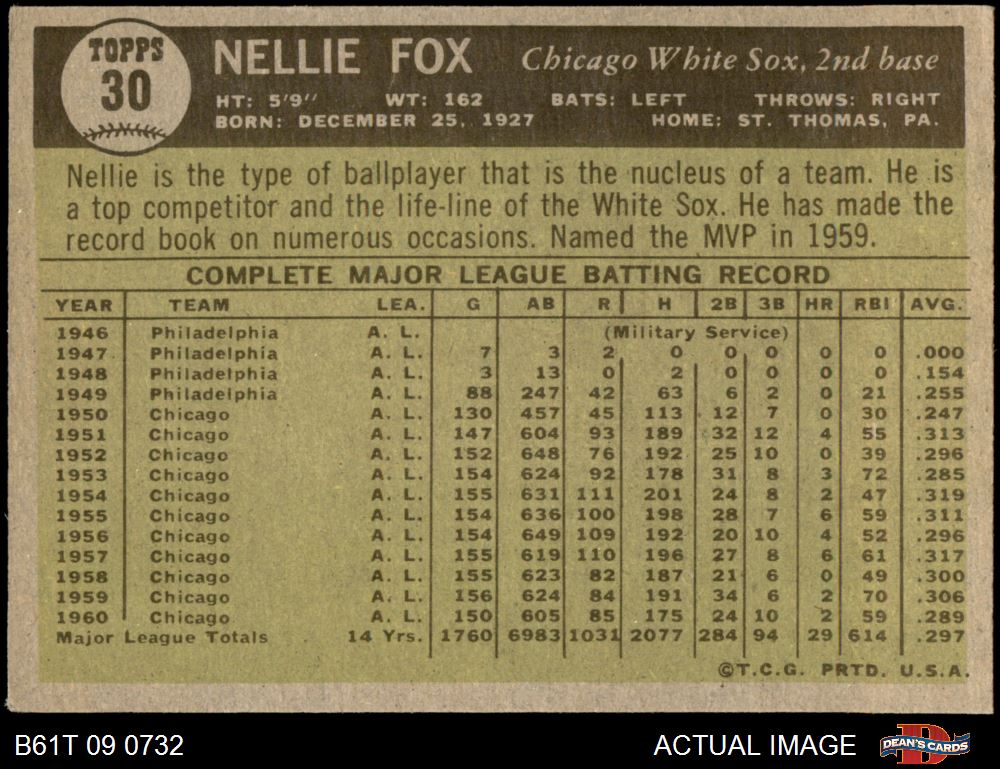 TOPPS
30
NELLIE FOX Chicago White Sox, 2nd base
HT: 5'9" WT: 162 BATS: LEFT THROWS: RIGHT
BORN: DECEMBER 25, 1927 HOME: ST. THOMAS, PA.
Nellie is the type of ballplayer that is the nucleus of a team. He is
a top competitor and the life-line of the White Sox. He has made the
record book on numerous occasions. Named the MVP in 1959.
COMPLETE MAJOR LEAGUE BATTING RECORD
YEAR TEAM LEA. G AB R H 2B 3B HR RBI AVG.
1946 Philadelphia A. L. (Military Service)
1947 Philadelphia A. L. 7 3 2 0 0 0 0 0 .000
1948 Philadelphia A. L. 3 13 0 2 0 0 0 0 .154
1949 Philadelphia A. L. 88 247 42 63 6 2 0 21 .255
1950 Chicago A. L. 130 457 45 113 12 7 0 30 .247
1951 Chicago A. L. 147 604 93 189 32 12 4 55 .313
1952 Chicago A. L. 152 648 76 192 25 10 0 39 .296
1953 Chicago A. L. 154 624 92 178 31 8 3 72 .285
1954 Chicago A. L. 155 631 111 201 24 8 2 47 .319
1955 Chicago A. L. 154 636 100 198 28 7 6 59 .311
1956 Chicago A. L. 154 649 109 192 20 10 4 52 .296
1957 Chicago A. L. 155 619 110 196 27 8 6 61 .317
1958 Chicago A. L. 155 623 82 187 21 6 0 49 .300
1959 Chicago A. L. 156 624 84 191 34 6 2 70 .306
1960 Chicago A. L. 150 605 85 175 24 10 2 59 .289
Major League Totals 14 Yrs. 1760 6983 1031 2077 284 94 29 614 .297
©T.C.G. PRTD. U.S.A.
B61T 09 0732 ACTUAL IMAGE DEAN'S CARDS